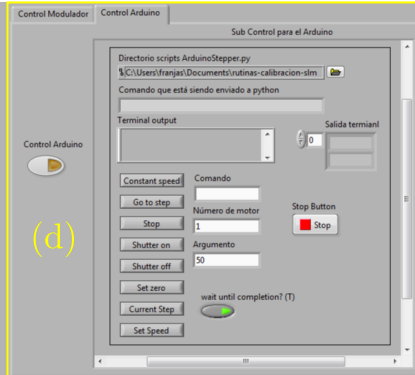 Control Modulador Control Arduino
Sub Control para el Arduino
Directorio scripts ArduinoStepper.py
C:\Users\franjas\Documents\rutinas-calibracion-slm
Comando que está siendo enviado a python
Terminal output
Salida termianl
0
Control Arduino
Constant speed
Comando
Go to step
Número de motor
Stop
1
Stop Button
Stop
Shutter on
Argumento
Shutter off
50
Set zero
wait until completion? (T)
Current Step
Set Speed
(d)